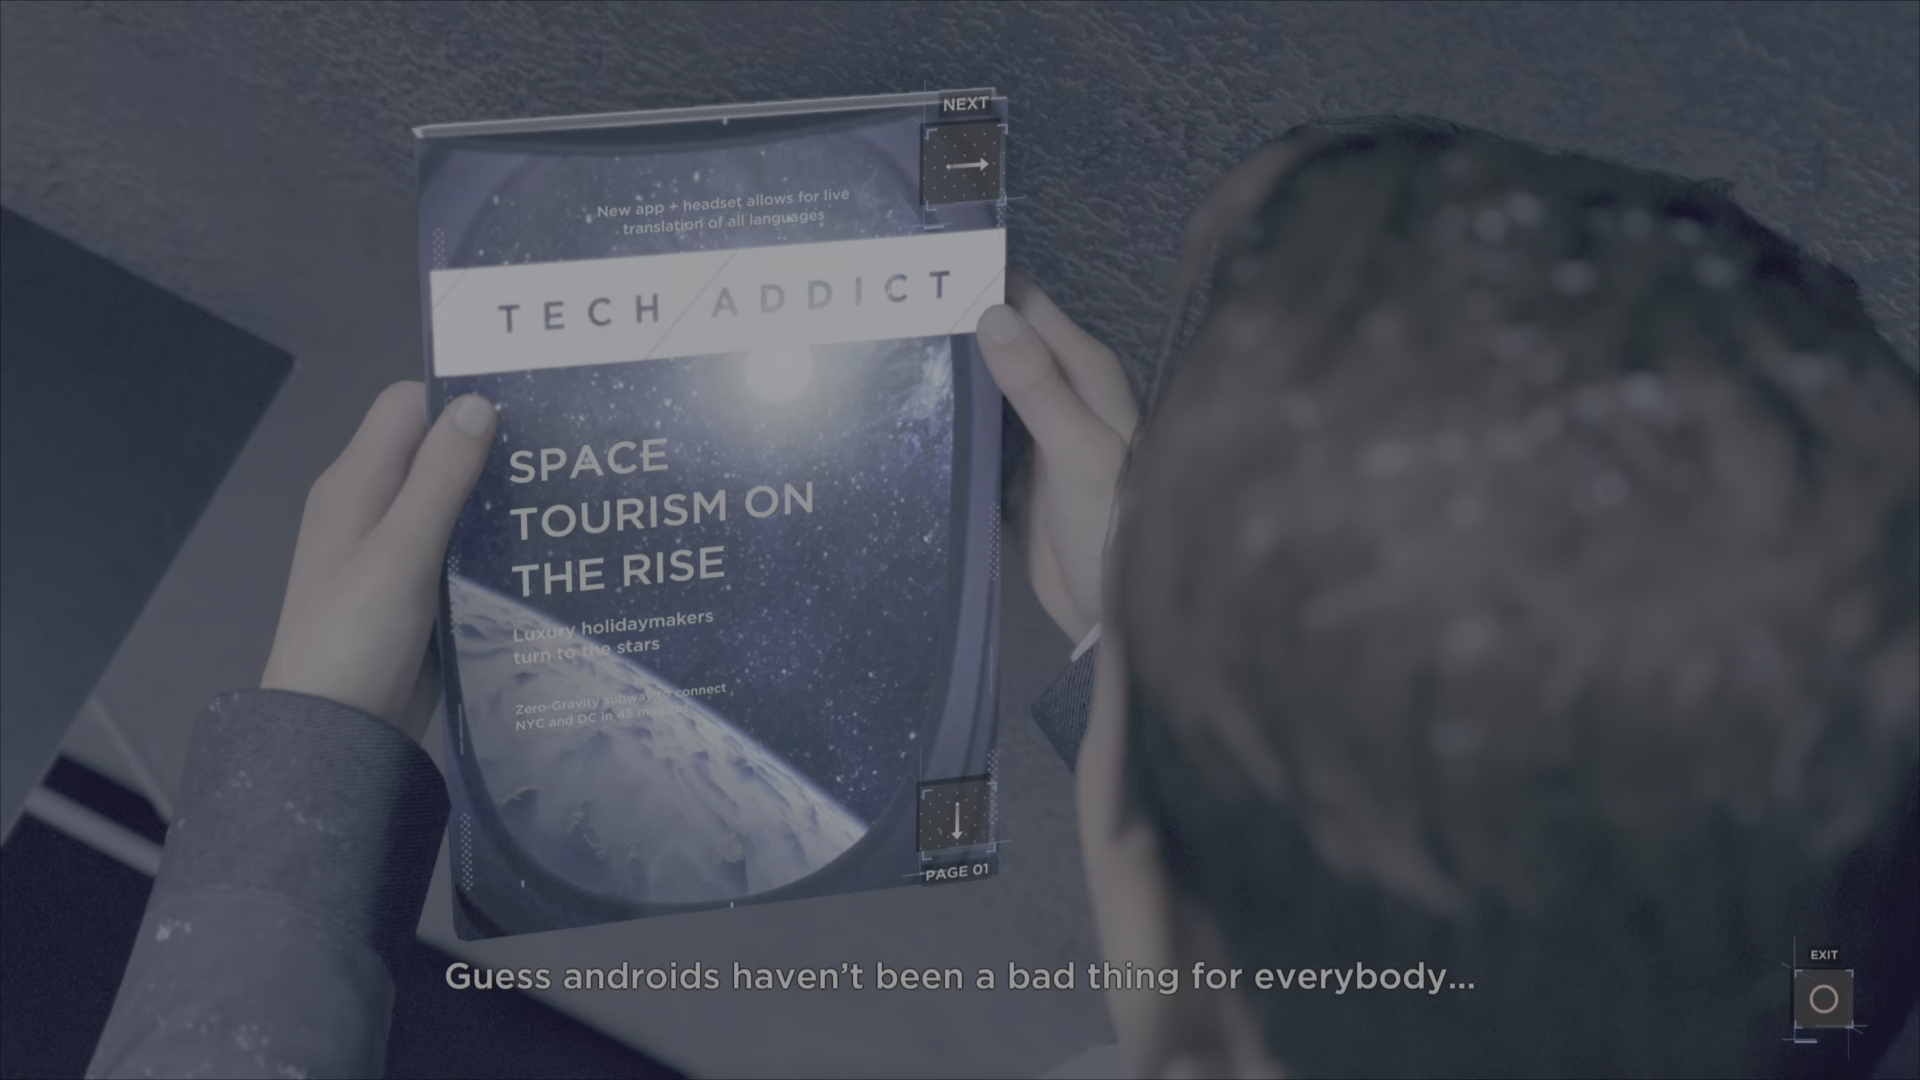 NEXT
New app + headset allows for live
translation of all languages
TECH ADDICT
SPACE
TOURISM ON
THE RISE
Luxury holidaymakers
turn to the stars
Zero-Gravity subway to connect
NYC and DC in 45 minutes
PAGE 01
Guess androids haven't been a bad thing for everybody...
EXIT